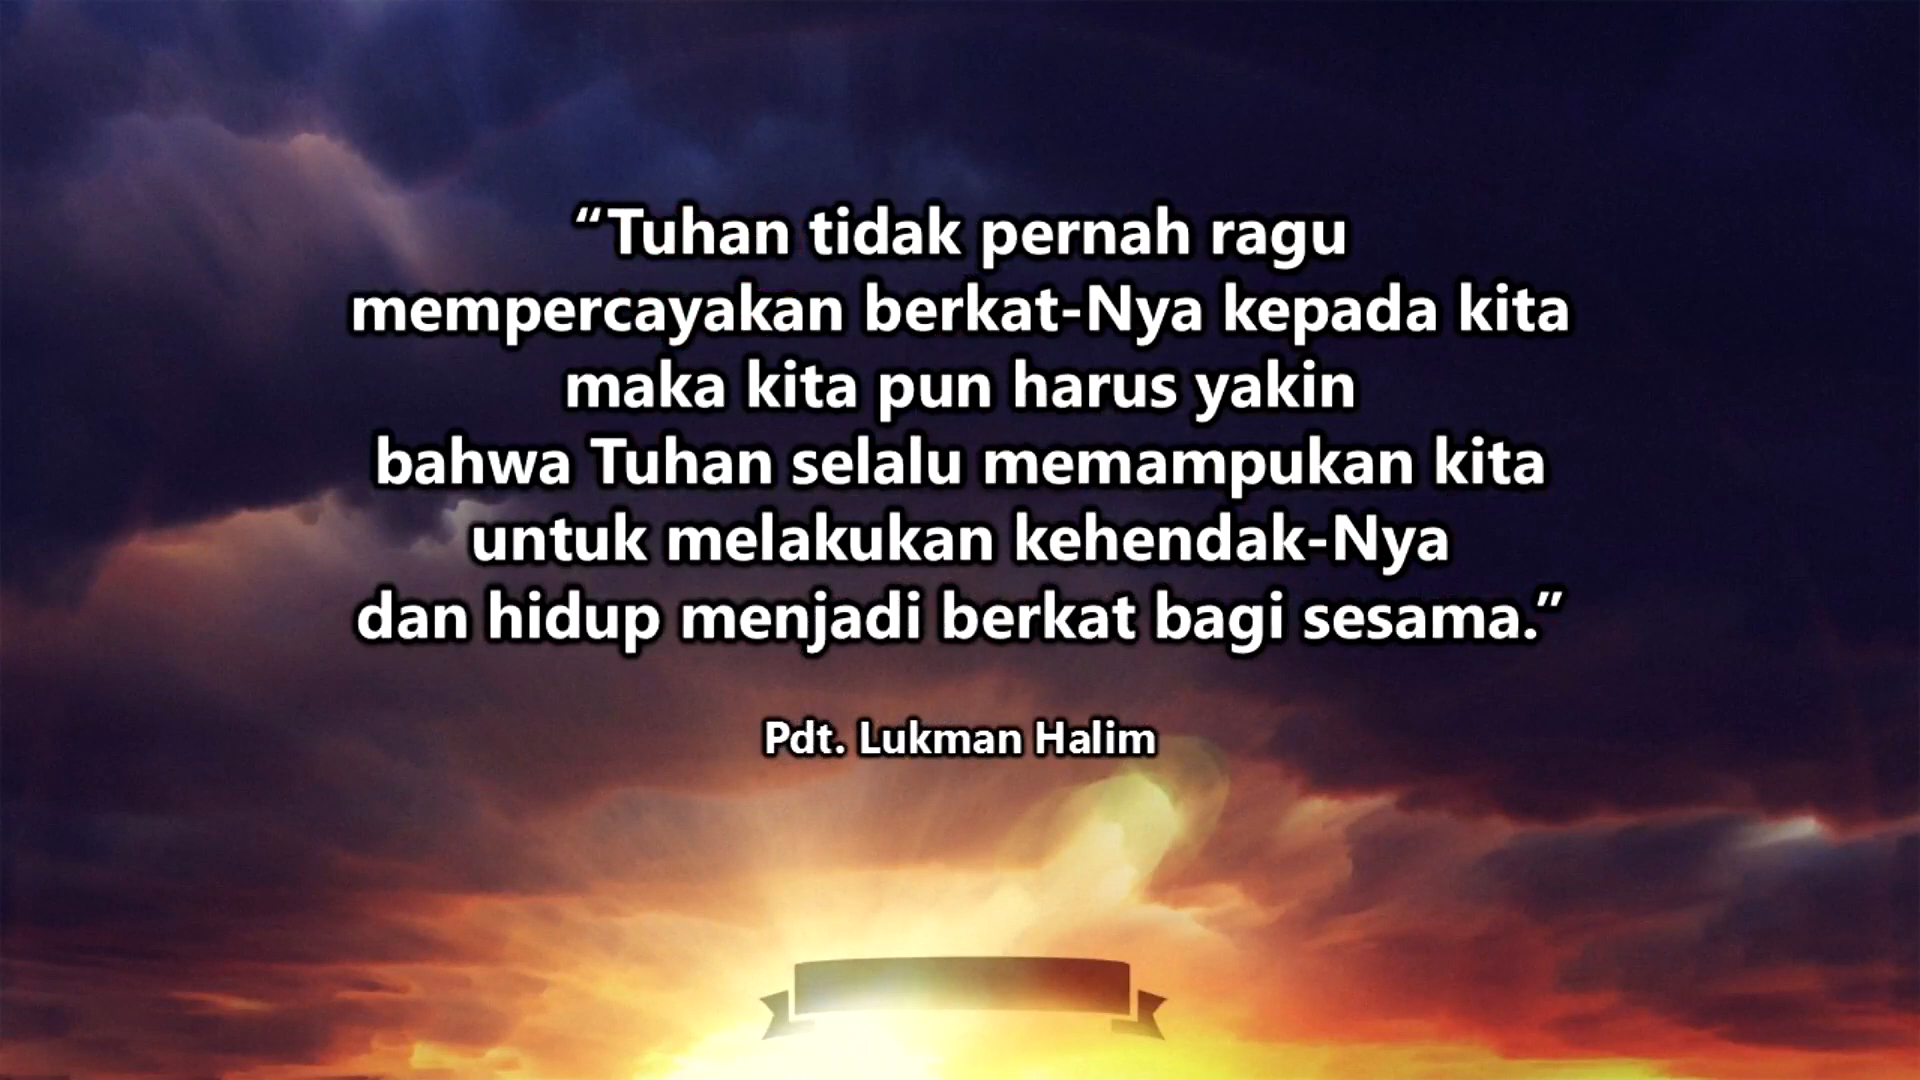 “Tuhan tidak pernah ragu
mempercayakan berkat-Nya kepada kita
maka kita pun harus yakin
bahwa Tuhan selalu memampukan kita
untuk melakukan kehendak-Nya
dan hidup menjadi berkat bagi sesama.”
Pdt. Lukman Halim